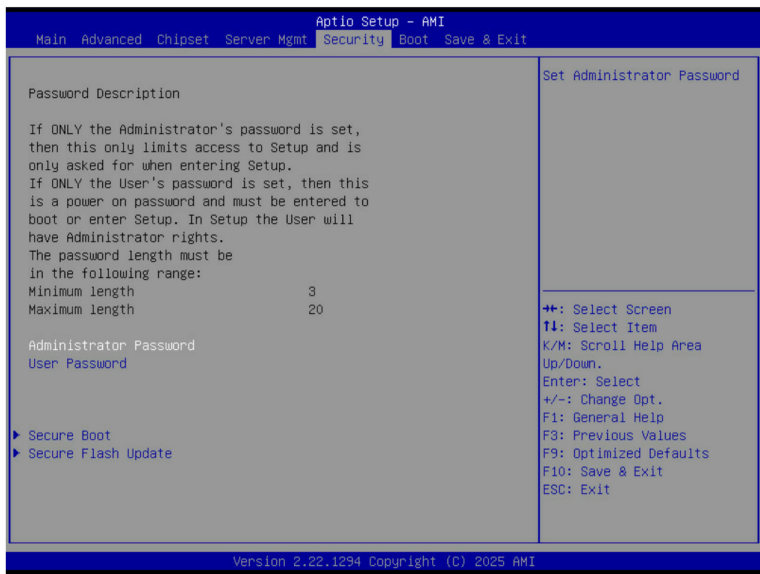 Aptio Setup – AMI
Main Advanced Chipset Server Mgmt Security Boot Save & Exit
Password Description
If ONLY the Administrator's password is set,
then this only limits access to Setup and is
only asked for when entering Setup.
If ONLY the User's password is set, then this
is a power on password and must be entered to
boot or enter Setup. In Setup the User will
have Administrator rights.
The password length must be
in the following range:
Minimum length 3
Maximum length 20
Administrator Password
User Password
Secure Boot
Secure Flash Update
Set Administrator Password
→←: Select Screen
↑↓: Select Item
K/M: Scroll Help Area
Up/Down.
Enter: Select
+/-: Change Opt.
F1: General Help
F3: Previous Values
F9: Optimized Defaults
F10: Save & Exit
ESC: Exit
Version 2.22.1294 Copyright (C) 2025 AMI